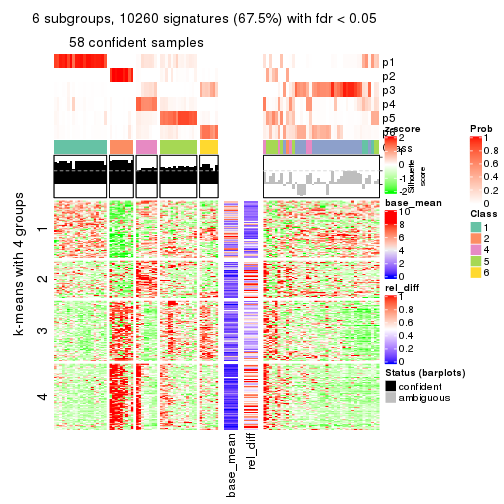 6 subgroups, 10260 signatures (67.5%) with fdr < 0.05
58 confident samples
p1
p2
p3
p4
p5
p6
Class
k-means with 4 groups
1
2
3
4
Silhouette
score
base_mean
rel_diff
z-score
2
1
0
-1
-2
base_mean
10
8
6
4
2
0
rel_diff
1
0.8
0.6
0.4
0.2
0
Status (barplots)
confident
ambiguous
Prob
1
0.8
0.6
0.4
0.2
0
Class
1
2
4
5
6